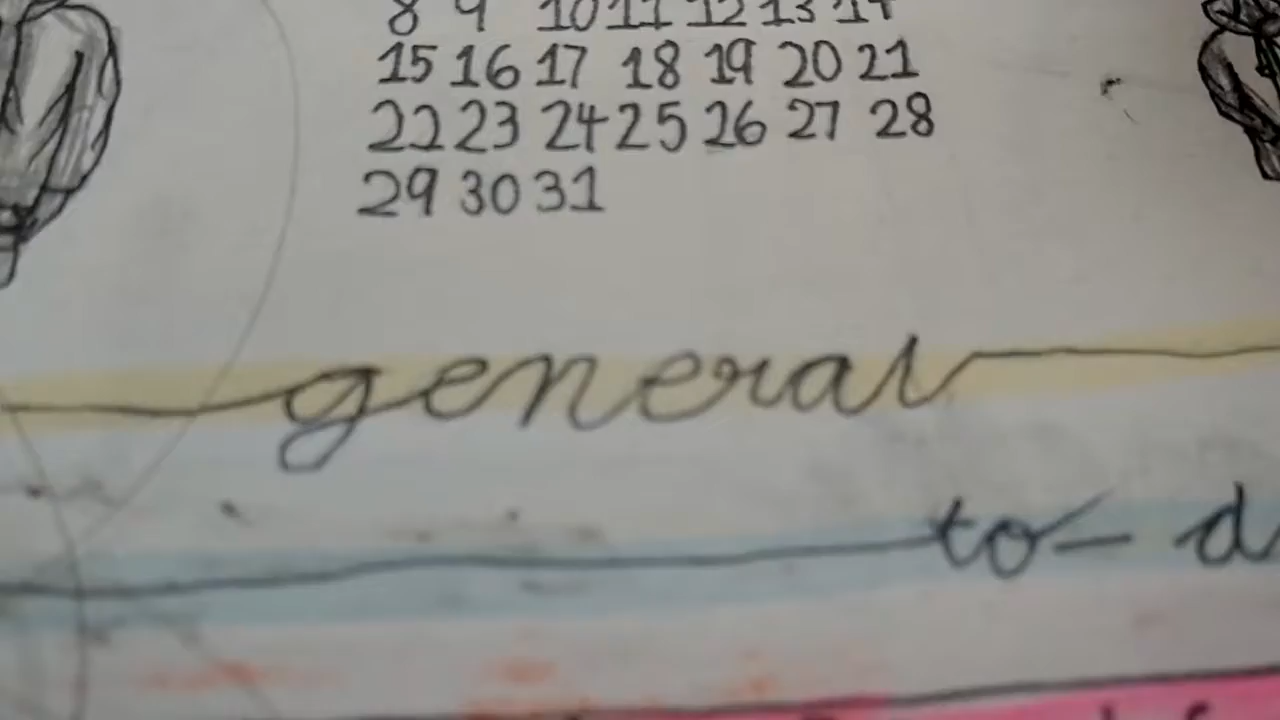 8 9 10 11 12 13 14
15 16 17 18 19 20 21
22 23 24 25 26 27 28
29 30 31
general
to-d